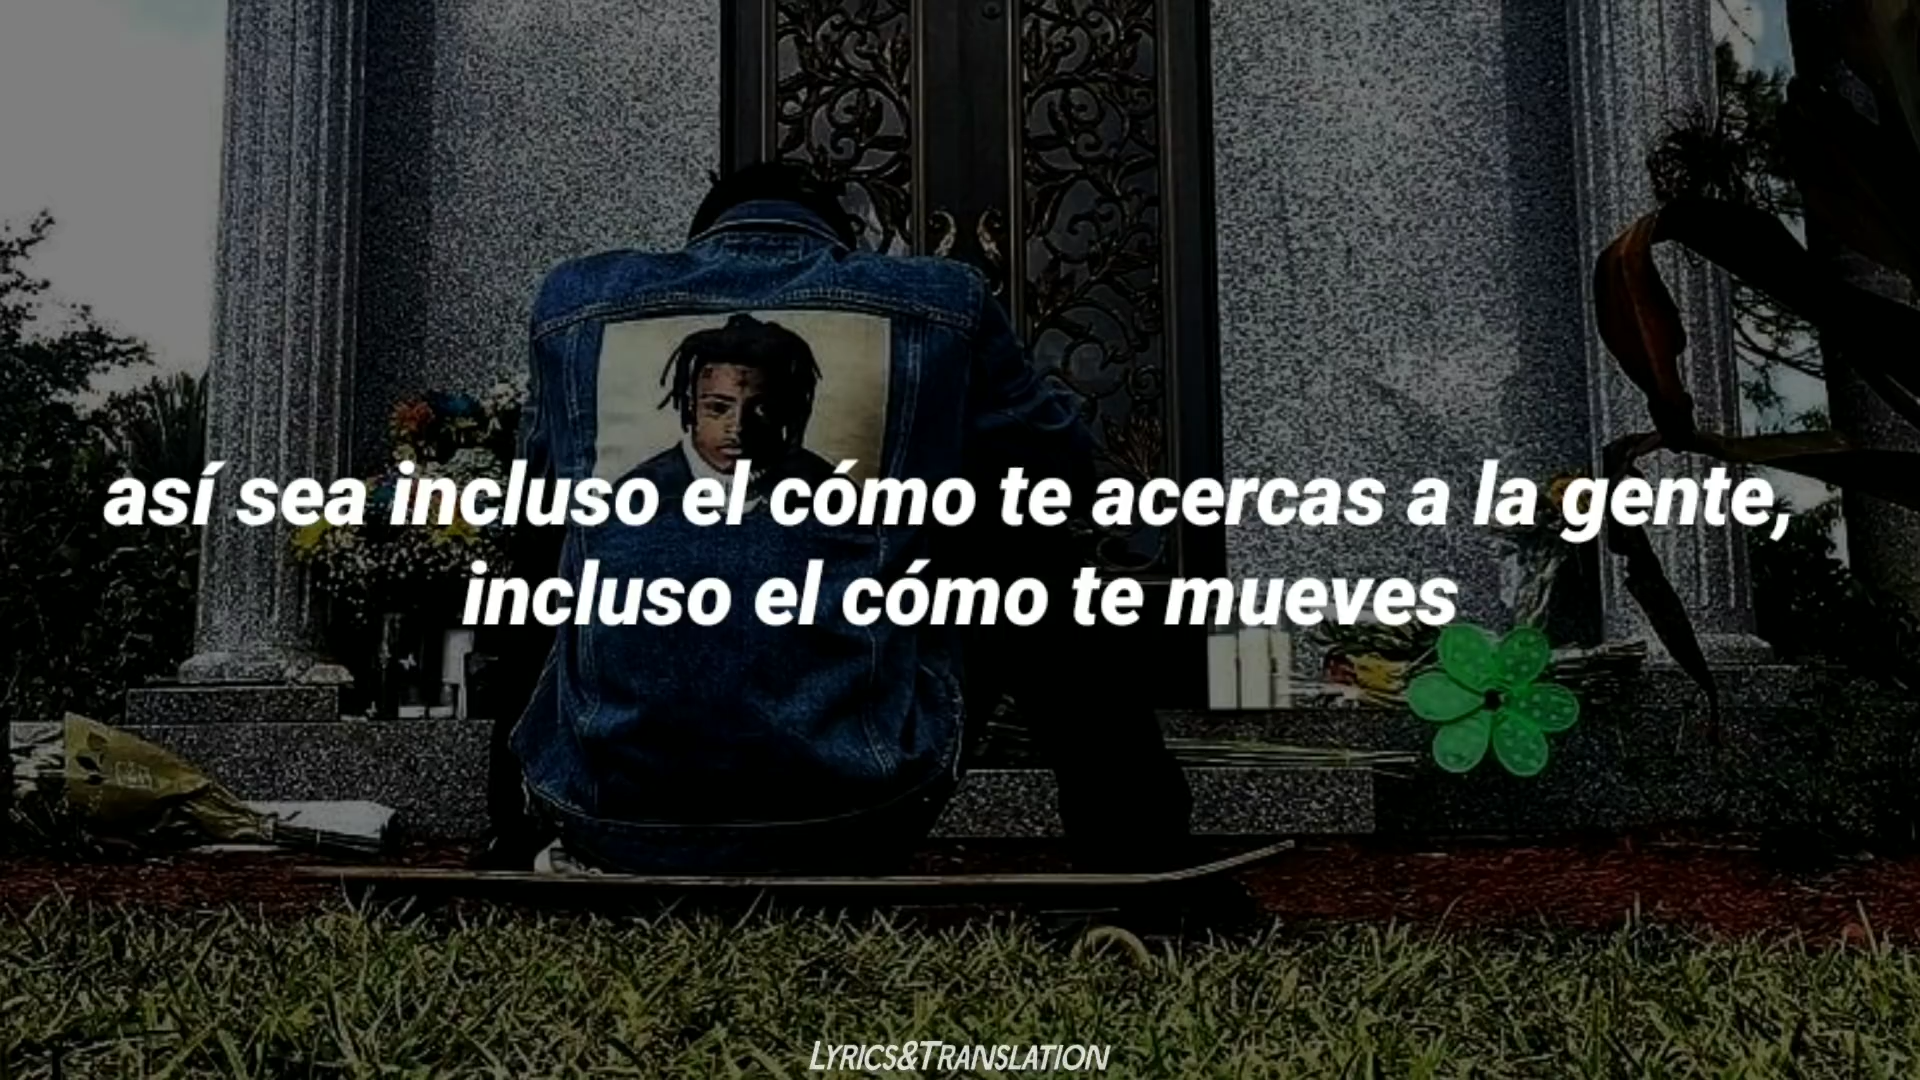 así sea incluso el cómo te acercas a la gente,
incluso el cómo te mueves
LYRICS&TRANSLATION